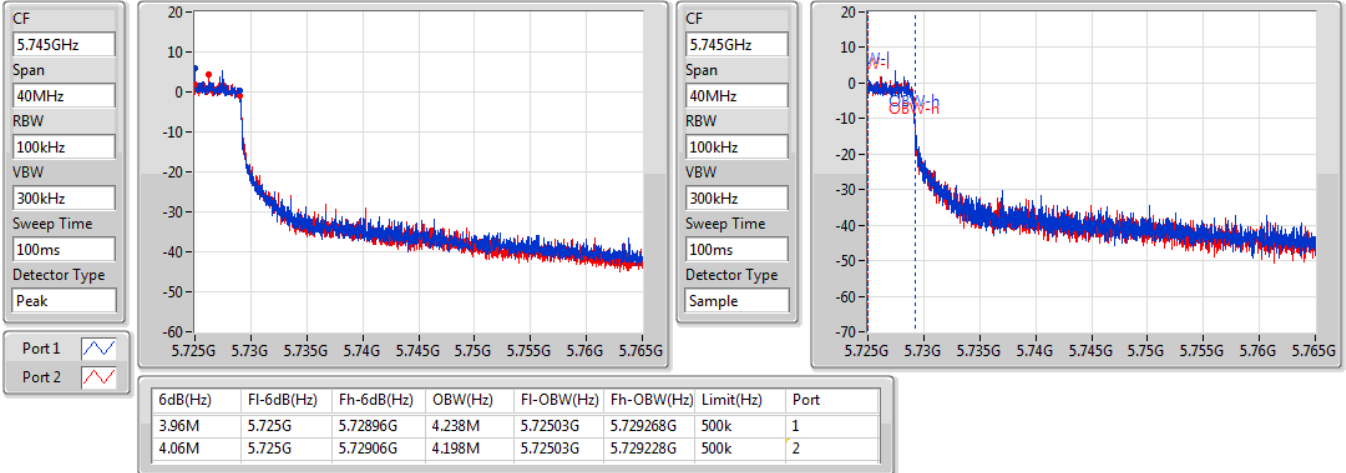 CF
5.745GHz
Span
40MHz
RBW
100kHz
VBW
300kHz
Sweep Time
100ms
Detector Type
Peak
Port 1
Port 2
20
10
0
-10
-20
-30
-40
-50
-60
5.725G 5.73G 5.735G 5.74G 5.745G 5.75G 5.755G 5.76G 5.765G
CF
5.745GHz
Span
40MHz
RBW
100kHz
VBW
300kHz
Sweep Time
100ms
Detector Type
Sample
20
10
0
-10
-20
-30
-40
-50
-60
-70
W-l
OBW-h
OBW-h
5.725G 5.73G 5.735G 5.74G 5.745G 5.75G 5.755G 5.76G 5.765G
6dB(Hz) Fl-6dB(Hz) Fh-6dB(Hz) OBW(Hz) Fl-OBW(Hz) Fh-OBW(Hz) Limit(Hz) Port
3.96M 5.725G 5.72896G 4.238M 5.72503G 5.729268G 500k 1
4.06M 5.725G 5.72906G 4.198M 5.72503G 5.729228G 500k 2